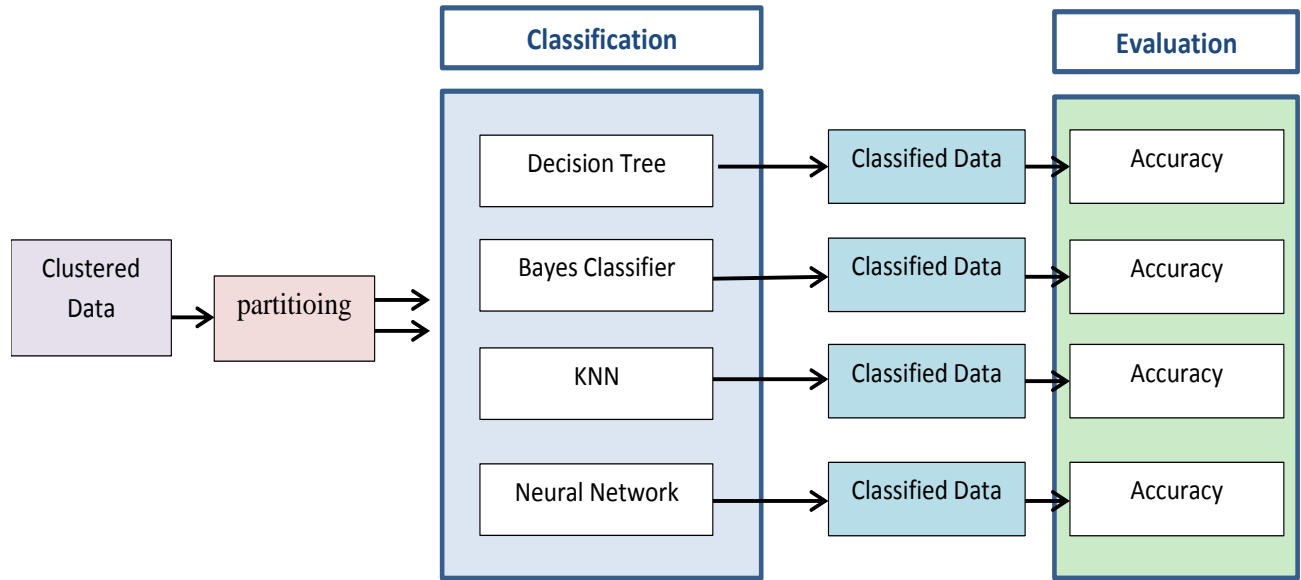 Classification
Evaluation
Decision Tree
Classified Data
Accuracy
Clustered
Data
partitioing
Bayes Classifier
Classified Data
Accuracy
KNN
Classified Data
Accuracy
Neural Network
Classified Data
Accuracy